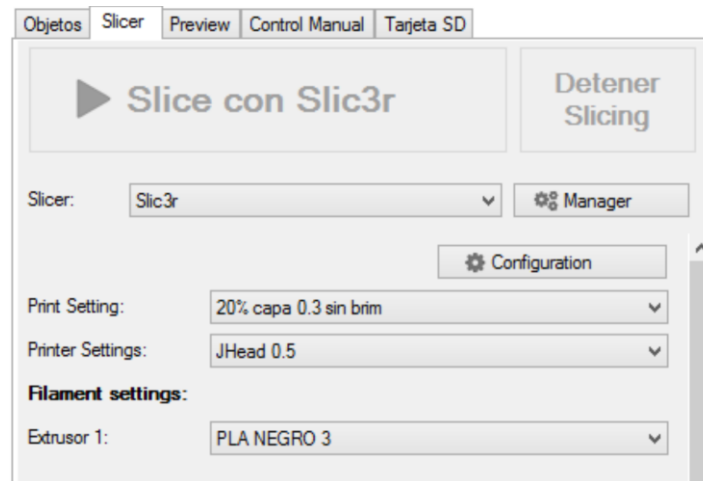 Objetos Slicer Preview Control Manual Tarjeta SD
Slice con Slic3r
Detener
Slicing
Slicer: Slic3r Manager
Configuration
Print Setting: 20% capa 0.3 sin brim
Printer Settings: JHead 0.5
Filament settings:
Extrusor 1: PLA NEGRO 3